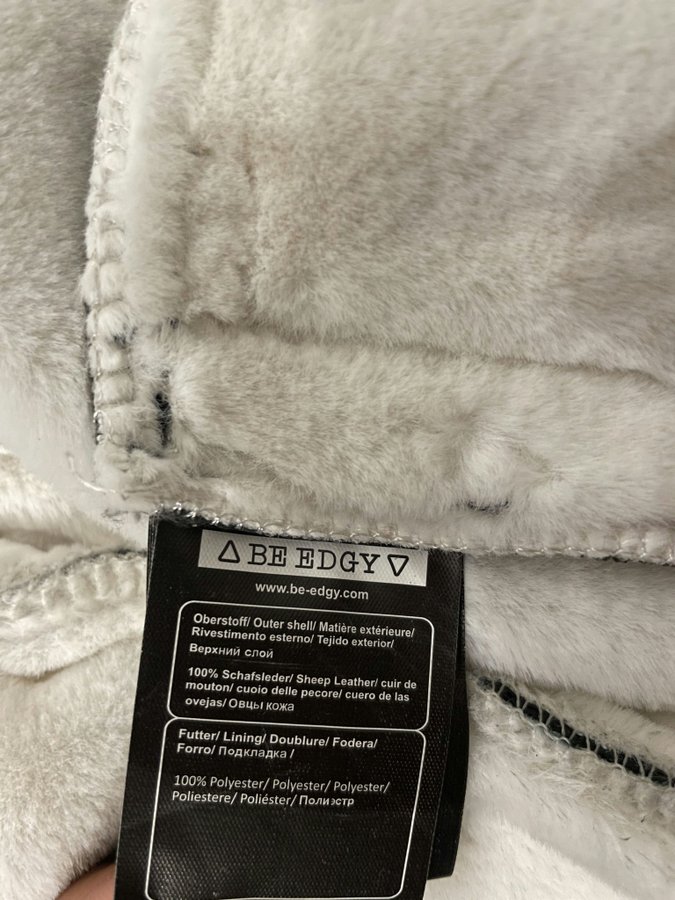 △ BE EDGY ▽
www.be-edgy.com
Oberstoff/ Outer shell/ Matière extérieure/
Rivestimento esterno/ Tejido exterior/
Верхний слой
100% Schafsleder/ Sheep Leather/ cuir de
mouton/ cuoio delle pecore/ cuero de las
ovejas/ Овцы кожа
Futter/ Lining/ Doublure/ Fodera/
Forro/ Подкладка /
100% Polyester/ Polyester/ Polyester/
Poliestere/ Poliéster/ Полиэстр